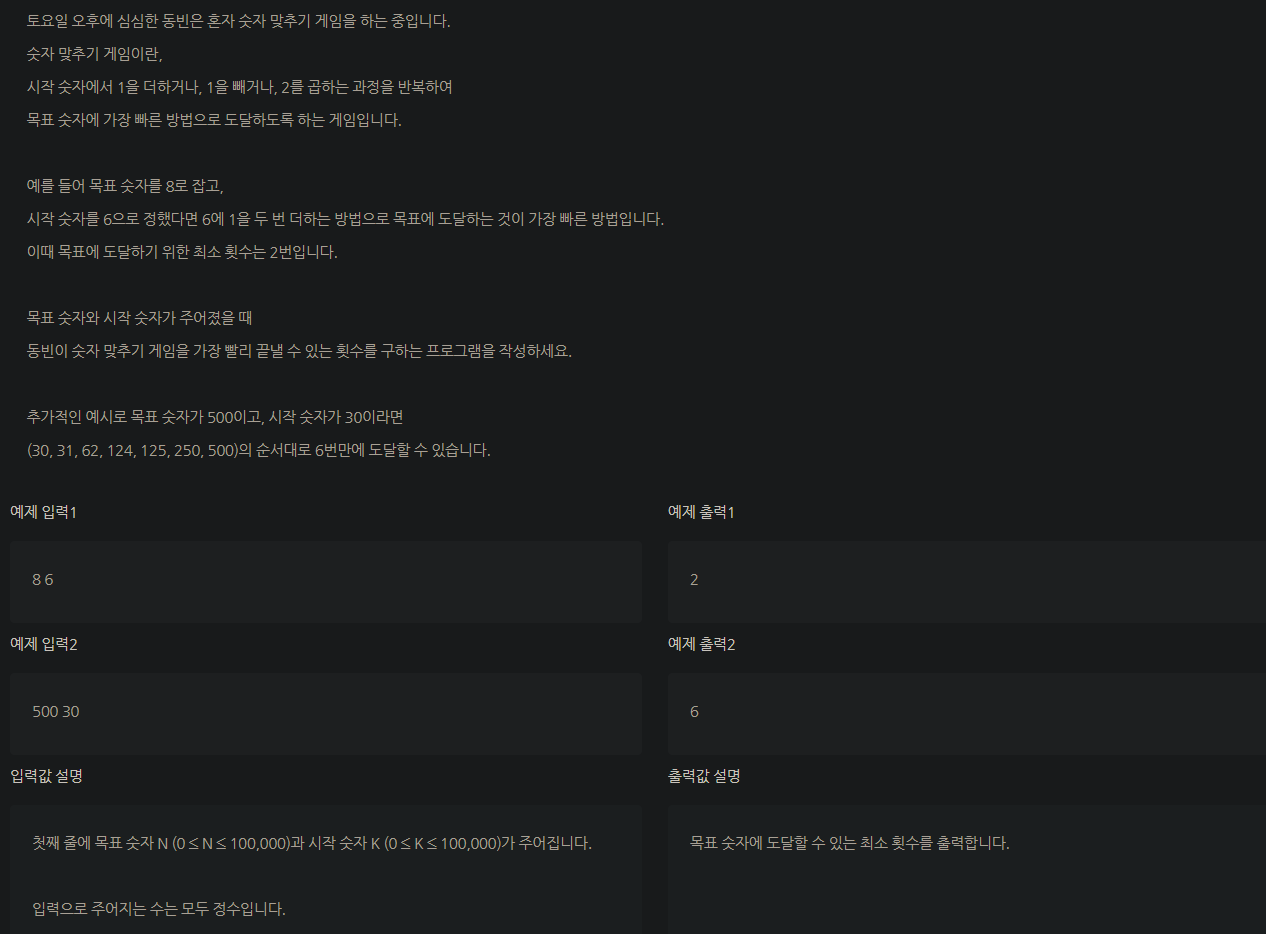 토요일 오후에 심심한 동빈은 혼자 숫자 맞추기 게임을 하는 중입니다.
숫자 맞추기 게임이란,
시작 숫자에서 1을 더하거나, 1을 빼거나, 2를 곱하는 과정을 반복하여
목표 숫자에 가장 빠른 방법으로 도달하도록 하는 게임입니다.
예를 들어 목표 숫자를 8로 잡고,
시작 숫자를 6으로 정했다면 6에 1을 두 번 더하는 방법으로 목표에 도달하는 것이 가장 빠른 방법입니다.
이때 목표에 도달하기 위한 최소 횟수는 2번입니다.
목표 숫자와 시작 숫자가 주어졌을 때
동빈이 숫자 맞추기 게임을 가장 빨리 끝낼 수 있는 횟수를 구하는 프로그램을 작성하세요.
추가적인 예시로 목표 숫자가 500이고, 시작 숫자가 30이라면
(30, 31, 62, 124, 125, 250, 500)의 순서대로 6번만에 도달할 수 있습니다.
예제 입력1
예제 출력1
8 6
2
예제 입력2
예제 출력2
500 30
6
입력값 설명
출력값 설명
첫째 줄에 목표 숫자 N (0 ≤ N ≤ 100,000)과 시작 숫자 K (0 ≤ K ≤ 100,000)가 주어집니다.
목표 숫자에 도달할 수 있는 최소 횟수를 출력합니다.
입력으로 주어지는 수는 모두 정수입니다.